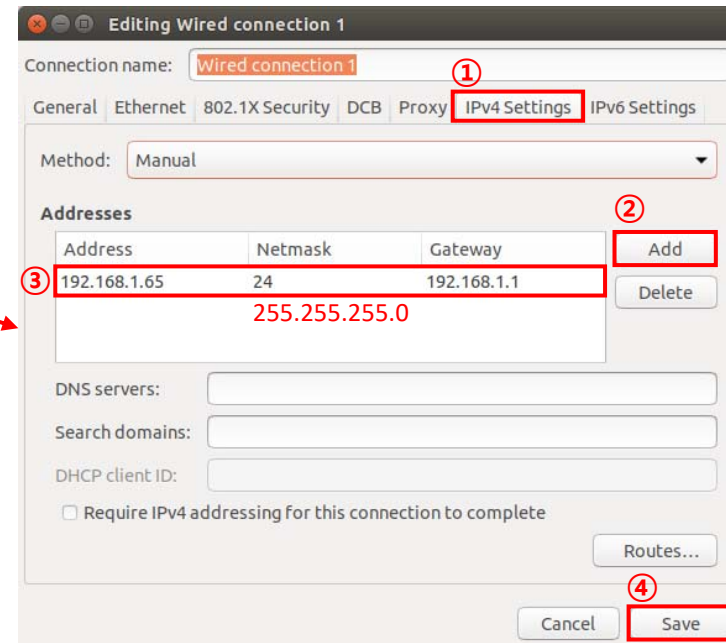 Editing Wired connection 1
Connection name: Wired connection 1
①
General Ethernet 802.1X Security DCB Proxy IPv4 Settings IPv6 Settings
Method: Manual
Addresses
②
Address Netmask Gateway Add
③ 192.168.1.65 24 192.168.1.1
Delete
255.255.255.0
DNS servers:
Search domains:
DHCP client ID:
Require IPv4 addressing for this connection to complete
Routes...
④
Cancel Save